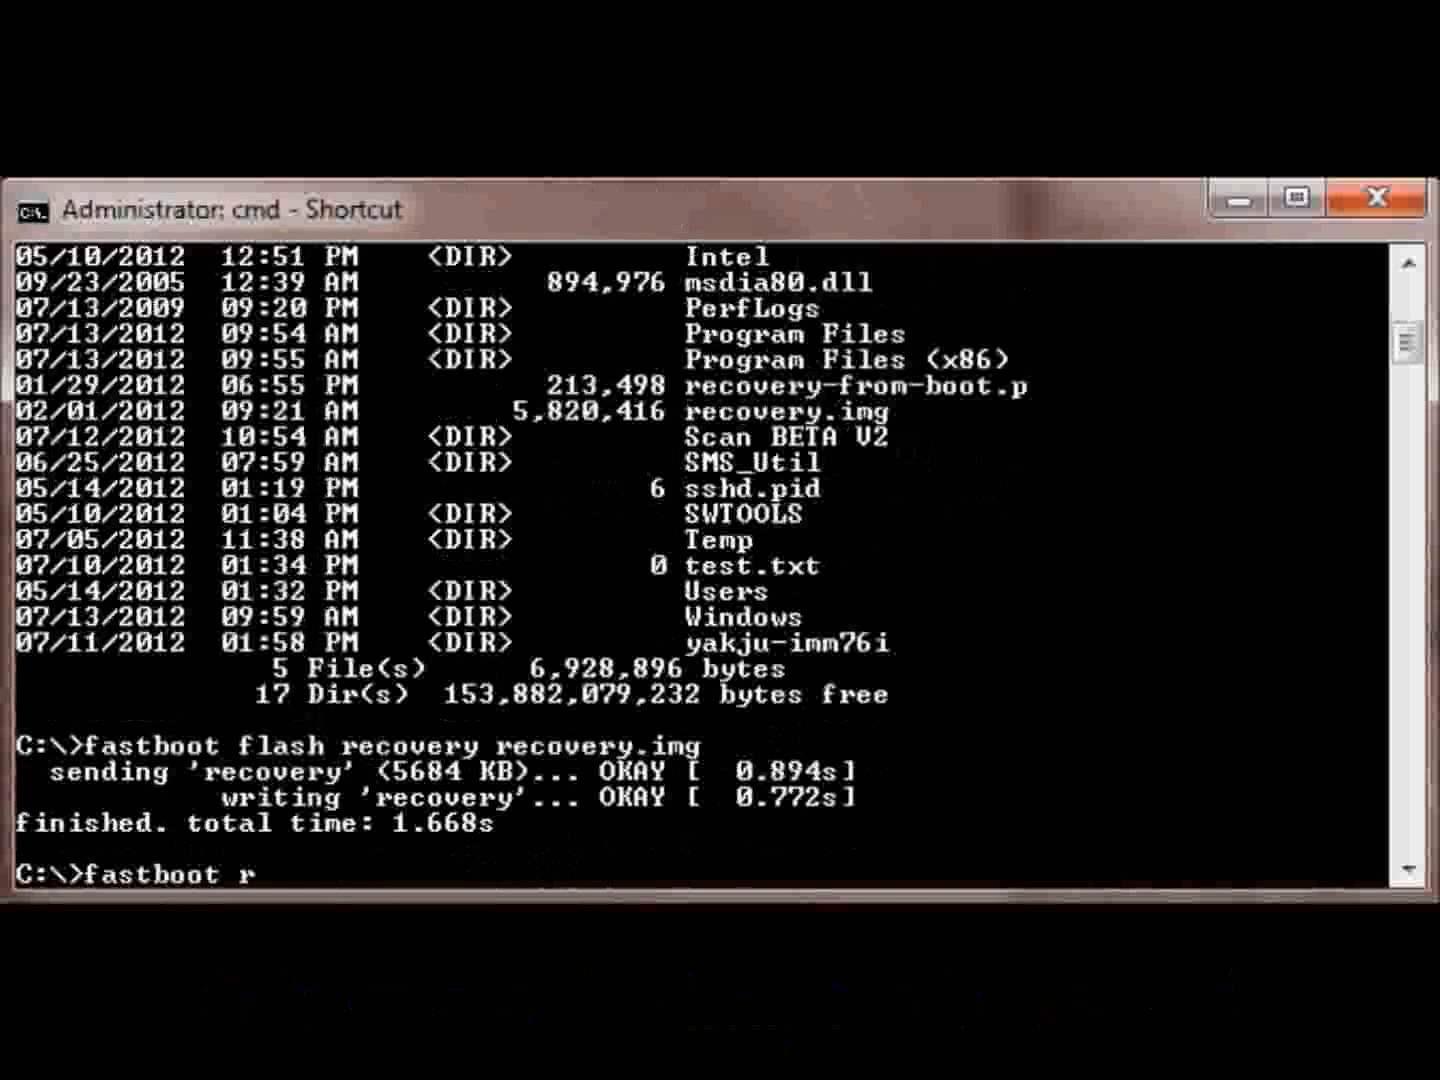 Administrator: cmd - Shortcut
05/10/2012 12:51 PM <DIR> Intel
09/23/2005 12:39 AM 894,976 msdia80.dll
07/13/2009 09:20 PM <DIR> PerfLogs
07/13/2012 09:54 AM <DIR> Program Files
07/13/2012 09:55 AM <DIR> Program Files (x86)
01/29/2012 06:55 PM 213,498 recovery-from-boot.p
02/01/2012 09:21 AM 5,820,416 recovery.img
07/12/2012 10:54 AM <DIR> Scan BETA V2
06/25/2012 07:59 AM <DIR> SMS_Util
05/14/2012 01:19 PM 6 sshd.pid
05/10/2012 01:04 PM <DIR> SWTOOLS
07/05/2012 11:38 AM <DIR> Temp
07/10/2012 01:34 PM 0 test.txt
05/14/2012 01:32 PM <DIR> Users
07/13/2012 09:59 AM <DIR> Windows
07/11/2012 01:58 PM <DIR> yakju-imm76i
5 File(s) 6,928,896 bytes
17 Dir(s) 153,882,079,232 bytes free
C:\>fastboot flash recovery recovery.img
sending 'recovery' (5684 KB)... OKAY [ 0.894s]
writing 'recovery'... OKAY [ 0.772s]
finished. total time: 1.668s
C:\>fastboot r